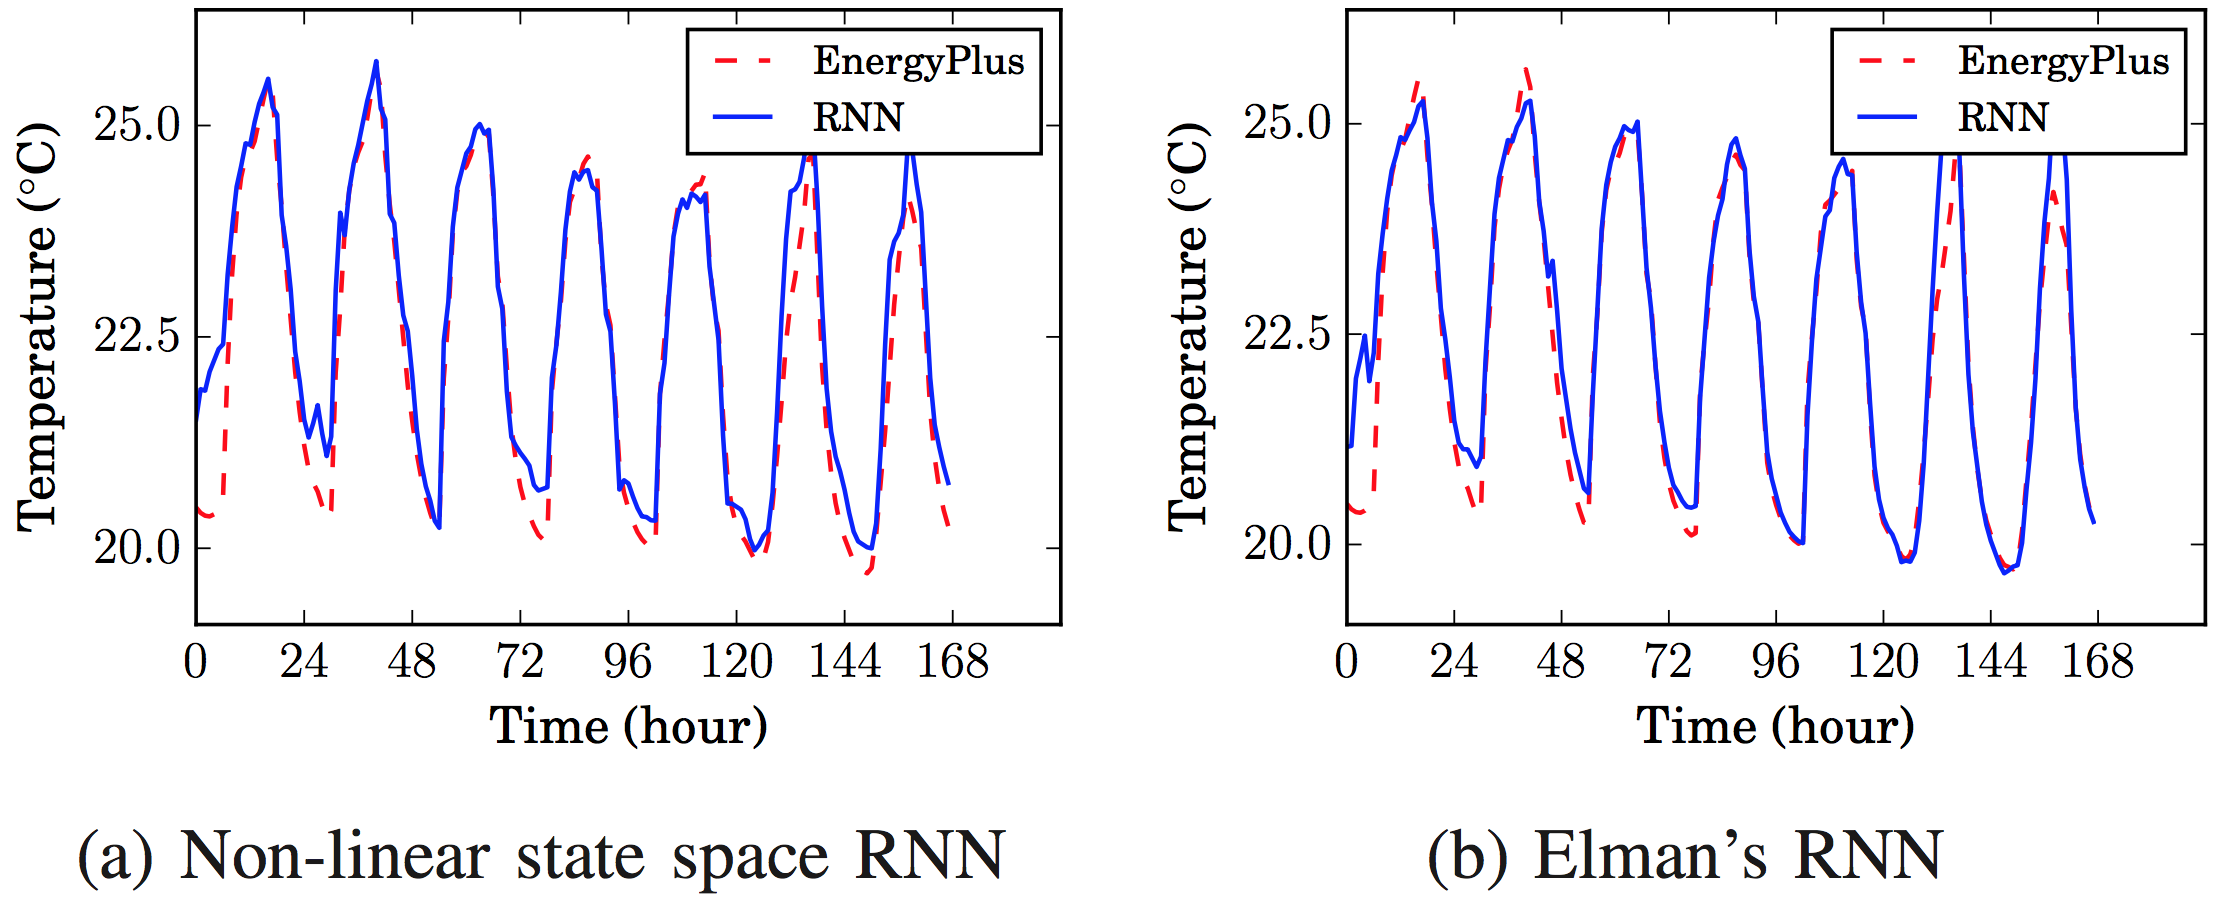 EnergyPlus
RNN
Temperature (°C)
25.0
22.5
20.0
0 24 48 72 96 120 144 168
Time (hour)
(a) Non-linear state space RNN
EnergyPlus
RNN
Temperature (°C)
25.0
22.5
20.0
0 24 48 72 96 120 144 168
Time (hour)
(b) Elman's RNN